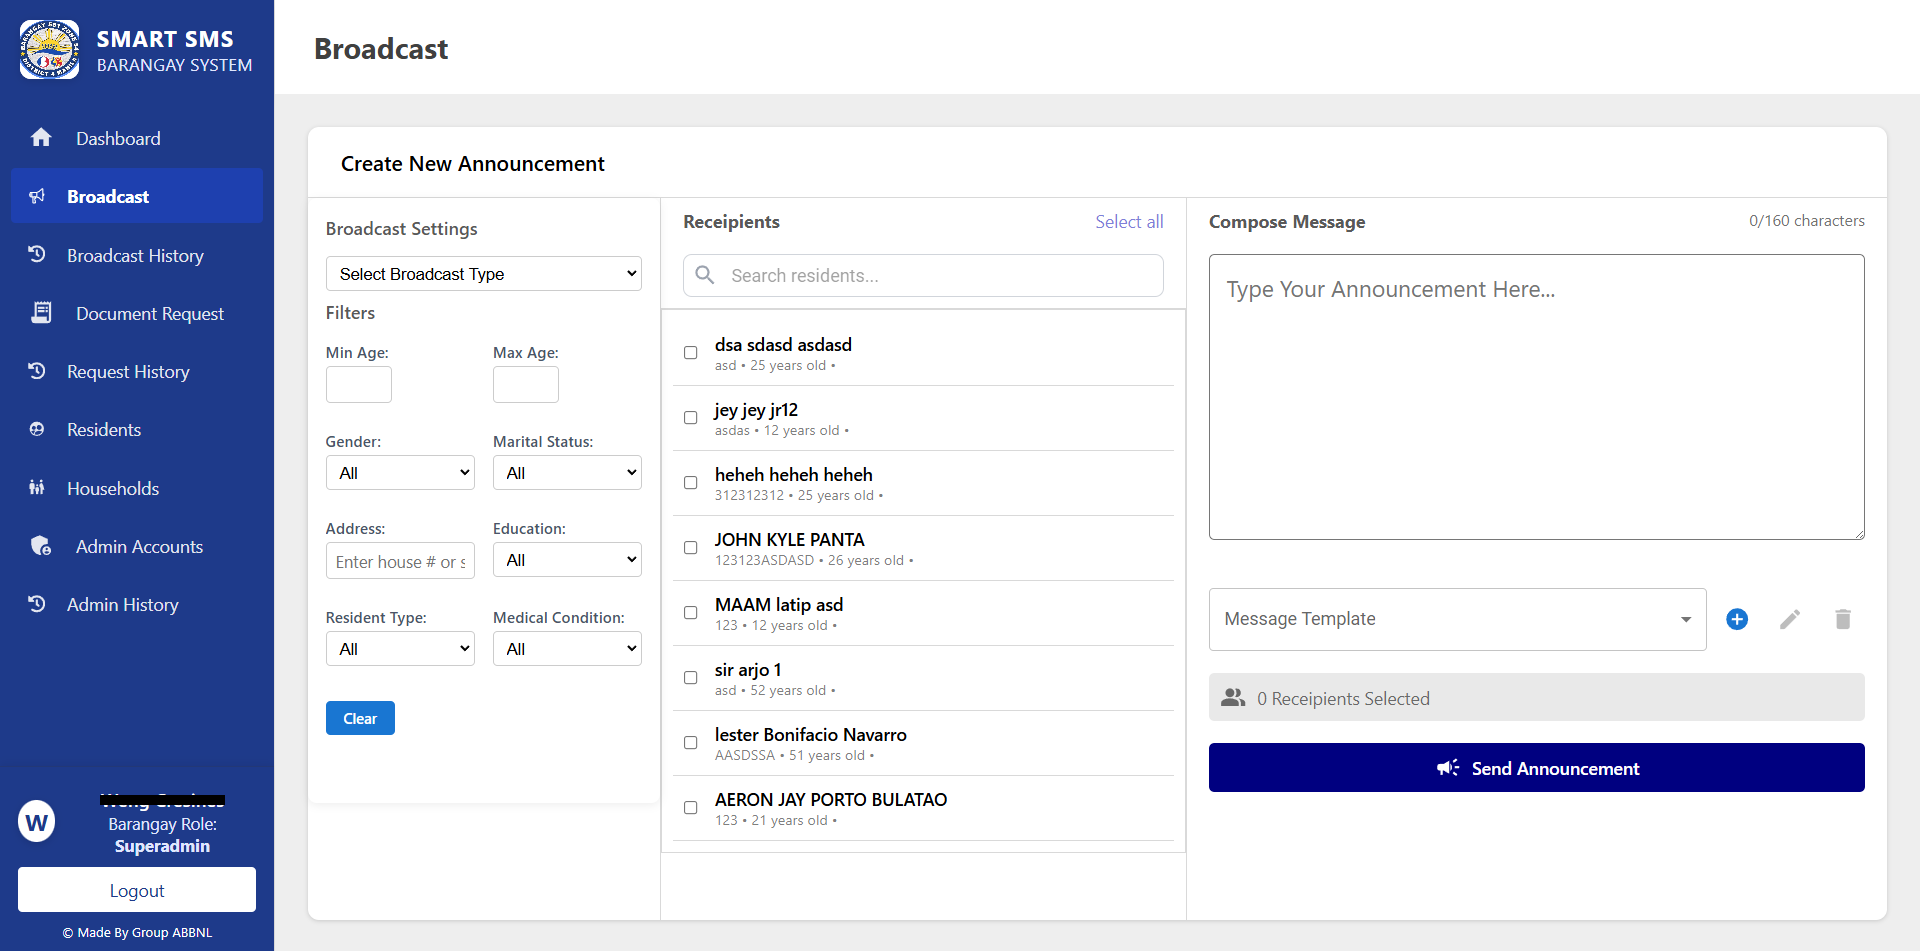 SMART SMS
BARANGAY SYSTEM
Dashboard
Broadcast
Broadcast History
Document Request
Request History
Residents
Households
Admin Accounts
Admin History
W
Barangay Role:
Superadmin
Logout
© Made By Group ABBNL
Broadcast
Create New Announcement
Broadcast Settings
Select Broadcast Type
Filters
Min Age:
Max Age:
Gender:
Marital Status:
All
All
Address:
Education:
Enter house # or s
All
Resident Type:
Medical Condition:
All
All
Clear
Receipients
Select all
Search residents...
dsa sdasd asdasd
asd • 25 years old •
jey jey jr12
asdas • 12 years old •
heheh heheh heheh
312312312 • 25 years old •
JOHN KYLE PANTA
123123ASDASD • 26 years old •
MAAM latip asd
123 • 12 years old •
sir arjo 1
asd • 52 years old •
lester Bonifacio Navarro
AASDSSA • 51 years old •
AERON JAY PORTO BULATAO
123 • 21 years old •
Compose Message
0/160 characters
Type Your Announcement Here...
Message Template
0 Receipients Selected
Send Announcement